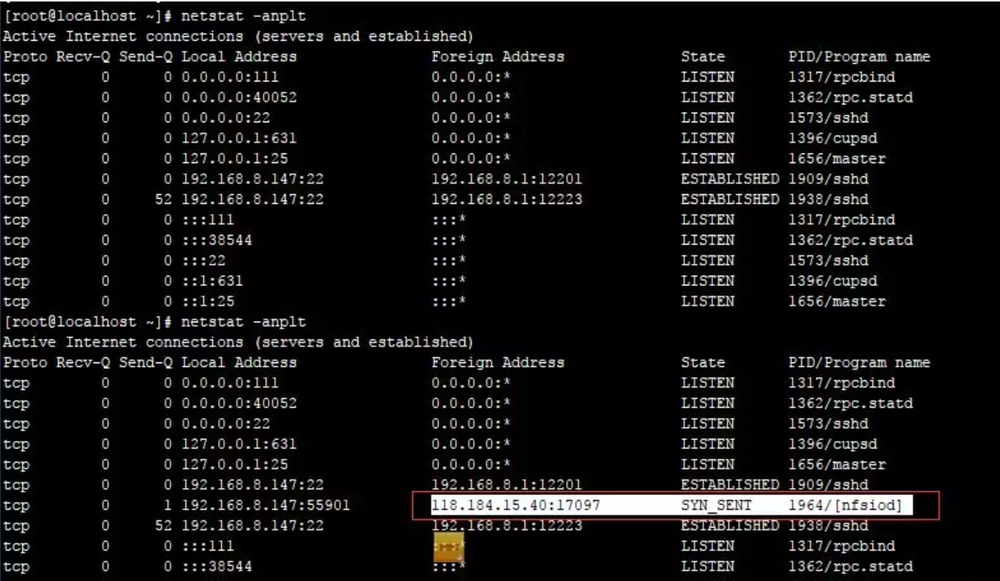 [root@localhost ~]# netstat -anplt
Active Internet connections (servers and established)
Proto Recv-Q Send-Q Local Address Foreign Address State PID/Program name
tcp 0 0 0.0.0.0:111 0.0.0.0:* LISTEN 1317/rpcbind
tcp 0 0 0.0.0.0:40052 0.0.0.0:* LISTEN 1362/rpc.statd
tcp 0 0 0.0.0.0:22 0.0.0.0:* LISTEN 1573/sshd
tcp 0 0 127.0.0.1:631 0.0.0.0:* LISTEN 1396/cupsd
tcp 0 0 127.0.0.1:25 0.0.0.0:* LISTEN 1656/master
tcp 0 0 192.168.8.147:22 192.168.8.1:12201 ESTABLISHED 1909/sshd
tcp 0 52 192.168.8.147:22 192.168.8.1:12223 ESTABLISHED 1938/sshd
tcp 0 0 :::111 :::* LISTEN 1317/rpcbind
tcp 0 0 :::38544 :::* LISTEN 1362/rpc.statd
tcp 0 0 :::22 :::* LISTEN 1573/sshd
tcp 0 0 ::1:631 :::* LISTEN 1396/cupsd
tcp 0 0 ::1:25 :::* LISTEN 1656/master
[root@localhost ~]# netstat -anplt
Active Internet connections (servers and established)
Proto Recv-Q Send-Q Local Address Foreign Address State PID/Program name
tcp 0 0 0.0.0.0:111 0.0.0.0:* LISTEN 1317/rpcbind
tcp 0 0 0.0.0.0:40052 0.0.0.0:* LISTEN 1362/rpc.statd
tcp 0 0 0.0.0.0:22 0.0.0.0:* LISTEN 1573/sshd
tcp 0 0 127.0.0.1:631 0.0.0.0:* LISTEN 1396/cupsd
tcp 0 0 127.0.0.1:25 0.0.0.0:* LISTEN 1656/master
tcp 0 0 192.168.8.147:22 192.168.8.1:12201 ESTABLISHED 1909/sshd
tcp 0 1 192.168.8.147:55901 118.184.15.40:17097 SYN_SENT 1964/[nfsiod]
tcp 0 52 192.168.8.147:22 192.168.8.1:12223 ESTABLISHED 1938/sshd
tcp 0 0 :::111 LISTEN 1317/rpcbind
tcp 0 0 :::38544 :::* LISTEN 1362/rpc.statd